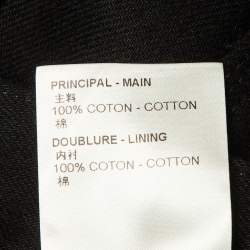 PRINCIPAL - MAIN
主料
100% COTON - COTTON
棉
DOUBLURE - LINING
内衬
100% COTON - COTTON
棉